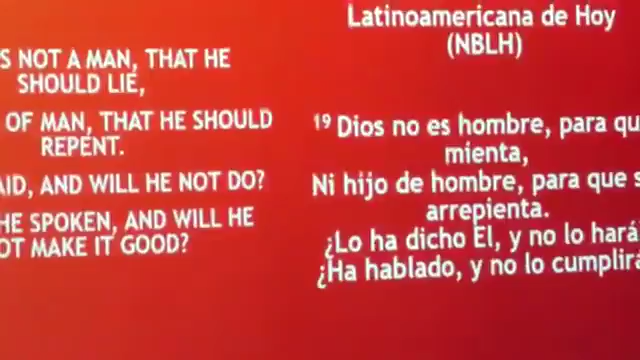 S NOT A MAN, THAT HE
SHOULD LIE,
OF MAN, THAT HE SHOULD
REPENT.
AID, AND WILL HE NOT DO?
HE SPOKEN, AND WILL HE
OT MAKE IT GOOD?
Latinoamericana de Hoy
(NBLH)
19 Dios no es hombre, para qu
mienta,
Ni hijo de hombre, para que s
arrepienta.
¿Lo ha dicho El, y no lo hará
¿Ha hablado, y no lo cumplirá